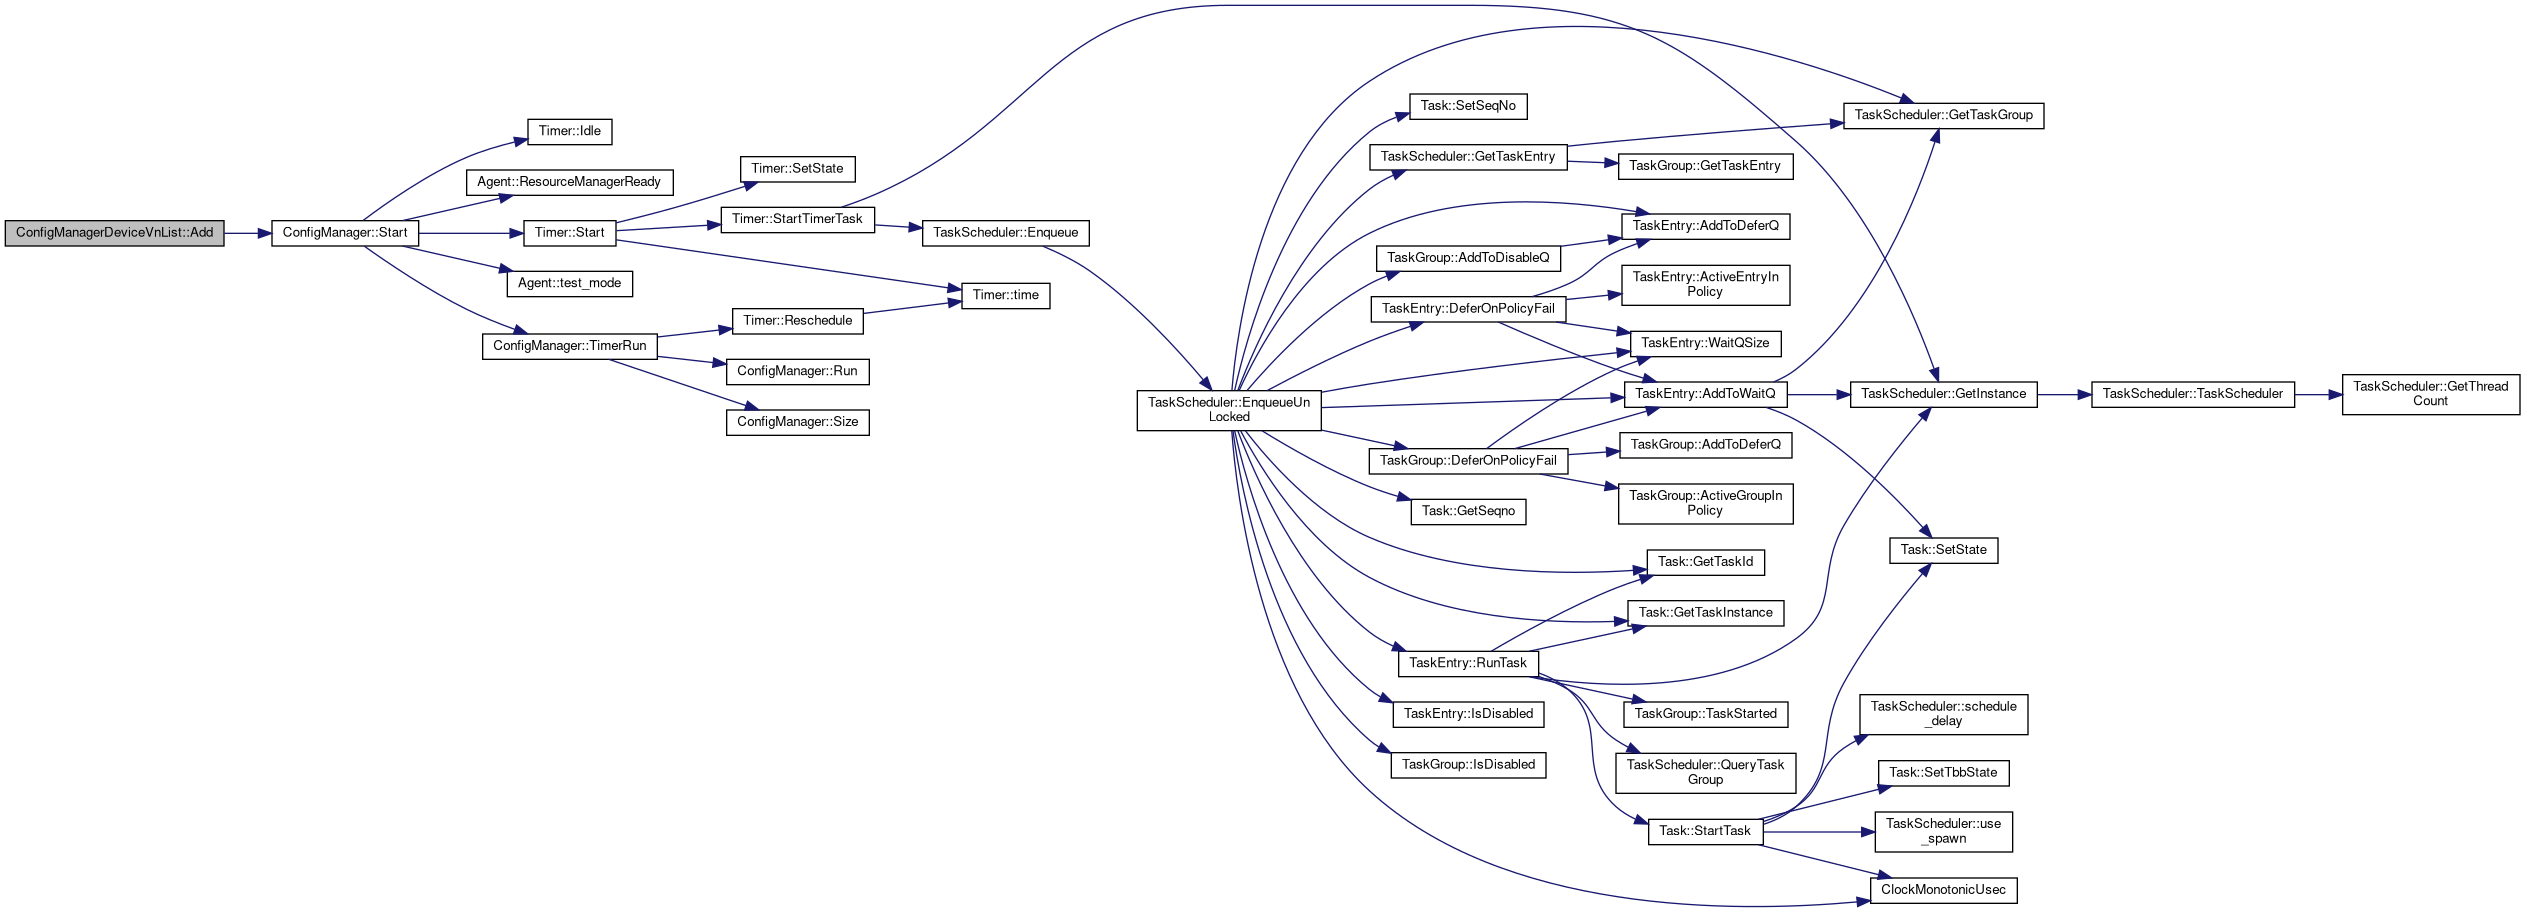 ConfigManagerDeviceVnList::Add
ConfigManager::Start
Timer::Idle
Agent::ResourceManagerReady
Timer::Start
Agent::test_mode
ConfigManager::TimerRun
Timer::SetState
Timer::StartTimerTask
Timer::Reschedule
ConfigManager::Run
ConfigManager::Size
TaskScheduler::Enqueue
Timer::time
TaskScheduler::EnqueueUn
Locked
Task::SetSeqNo
TaskScheduler::GetTaskEntry
TaskGroup::AddToDisableQ
TaskEntry::DeferOnPolicyFail
TaskGroup::DeferOnPolicyFail
Task::GetSeqno
TaskEntry::RunTask
TaskEntry::IsDisabled
TaskGroup::IsDisabled
TaskGroup::GetTaskEntry
TaskEntry::AddToDeferQ
TaskEntry::ActiveEntryIn
Policy
TaskEntry::WaitQSize
TaskEntry::AddToWaitQ
TaskGroup::AddToDeferQ
TaskGroup::ActiveGroupIn
Policy
Task::GetTaskId
Task::GetTaskInstance
TaskGroup::TaskStarted
TaskScheduler::QueryTask
Group
Task::StartTask
TaskScheduler::GetTaskGroup
TaskScheduler::GetInstance
Task::SetState
TaskScheduler::schedule
_delay
Task::SetTbbState
TaskScheduler::use
_spawn
ClockMonotonicUsec
TaskScheduler::TaskScheduler
TaskScheduler::GetThread
Count